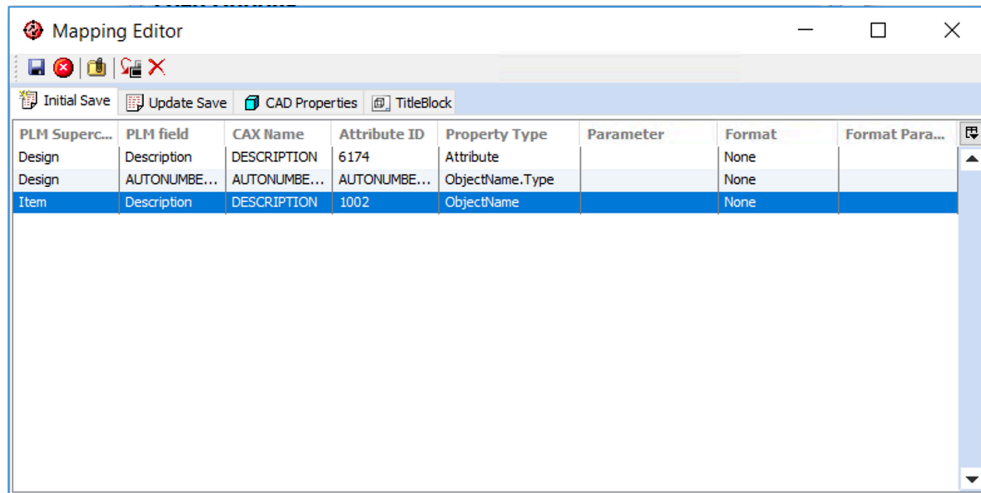 Mapping Editor
Initial Save Update Save CAD Properties TitleBlock
PLM Superc... PLM field CAX Name Attribute ID Property Type Parameter Format Format Para...
Design Description DESCRIPTION 6174 Attribute None
Design AUTONUMBE... AUTONUMBE... AUTONUMBE... ObjectName.Type None
Item Description DESCRIPTION 1002 ObjectName None